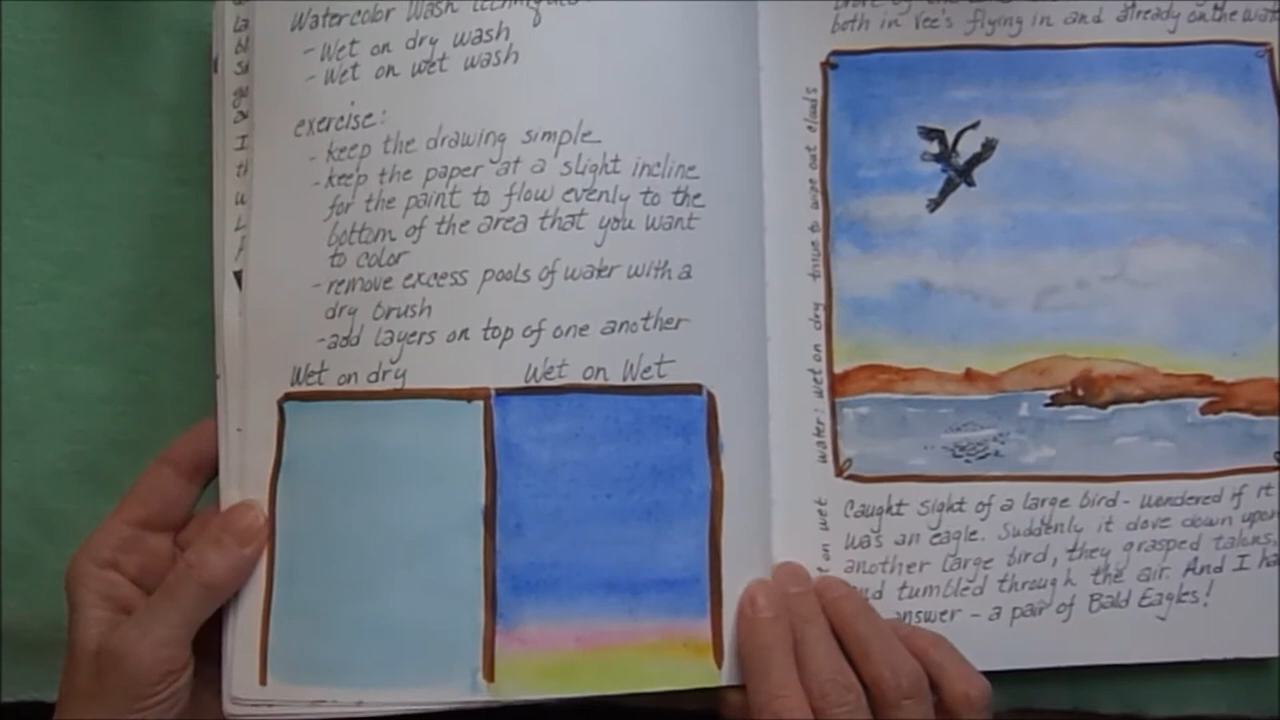 Watercolor Wash techniques
- Wet on dry wash
- Wet on wet wash
exercise:
- keep the drawing simple
- keep the paper at a slight incline
for the paint to flow evenly to the
bottom of the area that you want
to color
- remove excess pools of water with a
dry brush
- add layers on top of one another
Wet on dry
Wet on Wet
both in Vee's flying in and already on the wat
water: wet on dry
to wipe out clouds
on wet
Caught sight of a large bird - wondered if it
was an eagle. Suddenly it dove down upon
another large bird, they grasped talons,
and tumbled through the air. And I ha
answer - a pair of Bald Eagles!